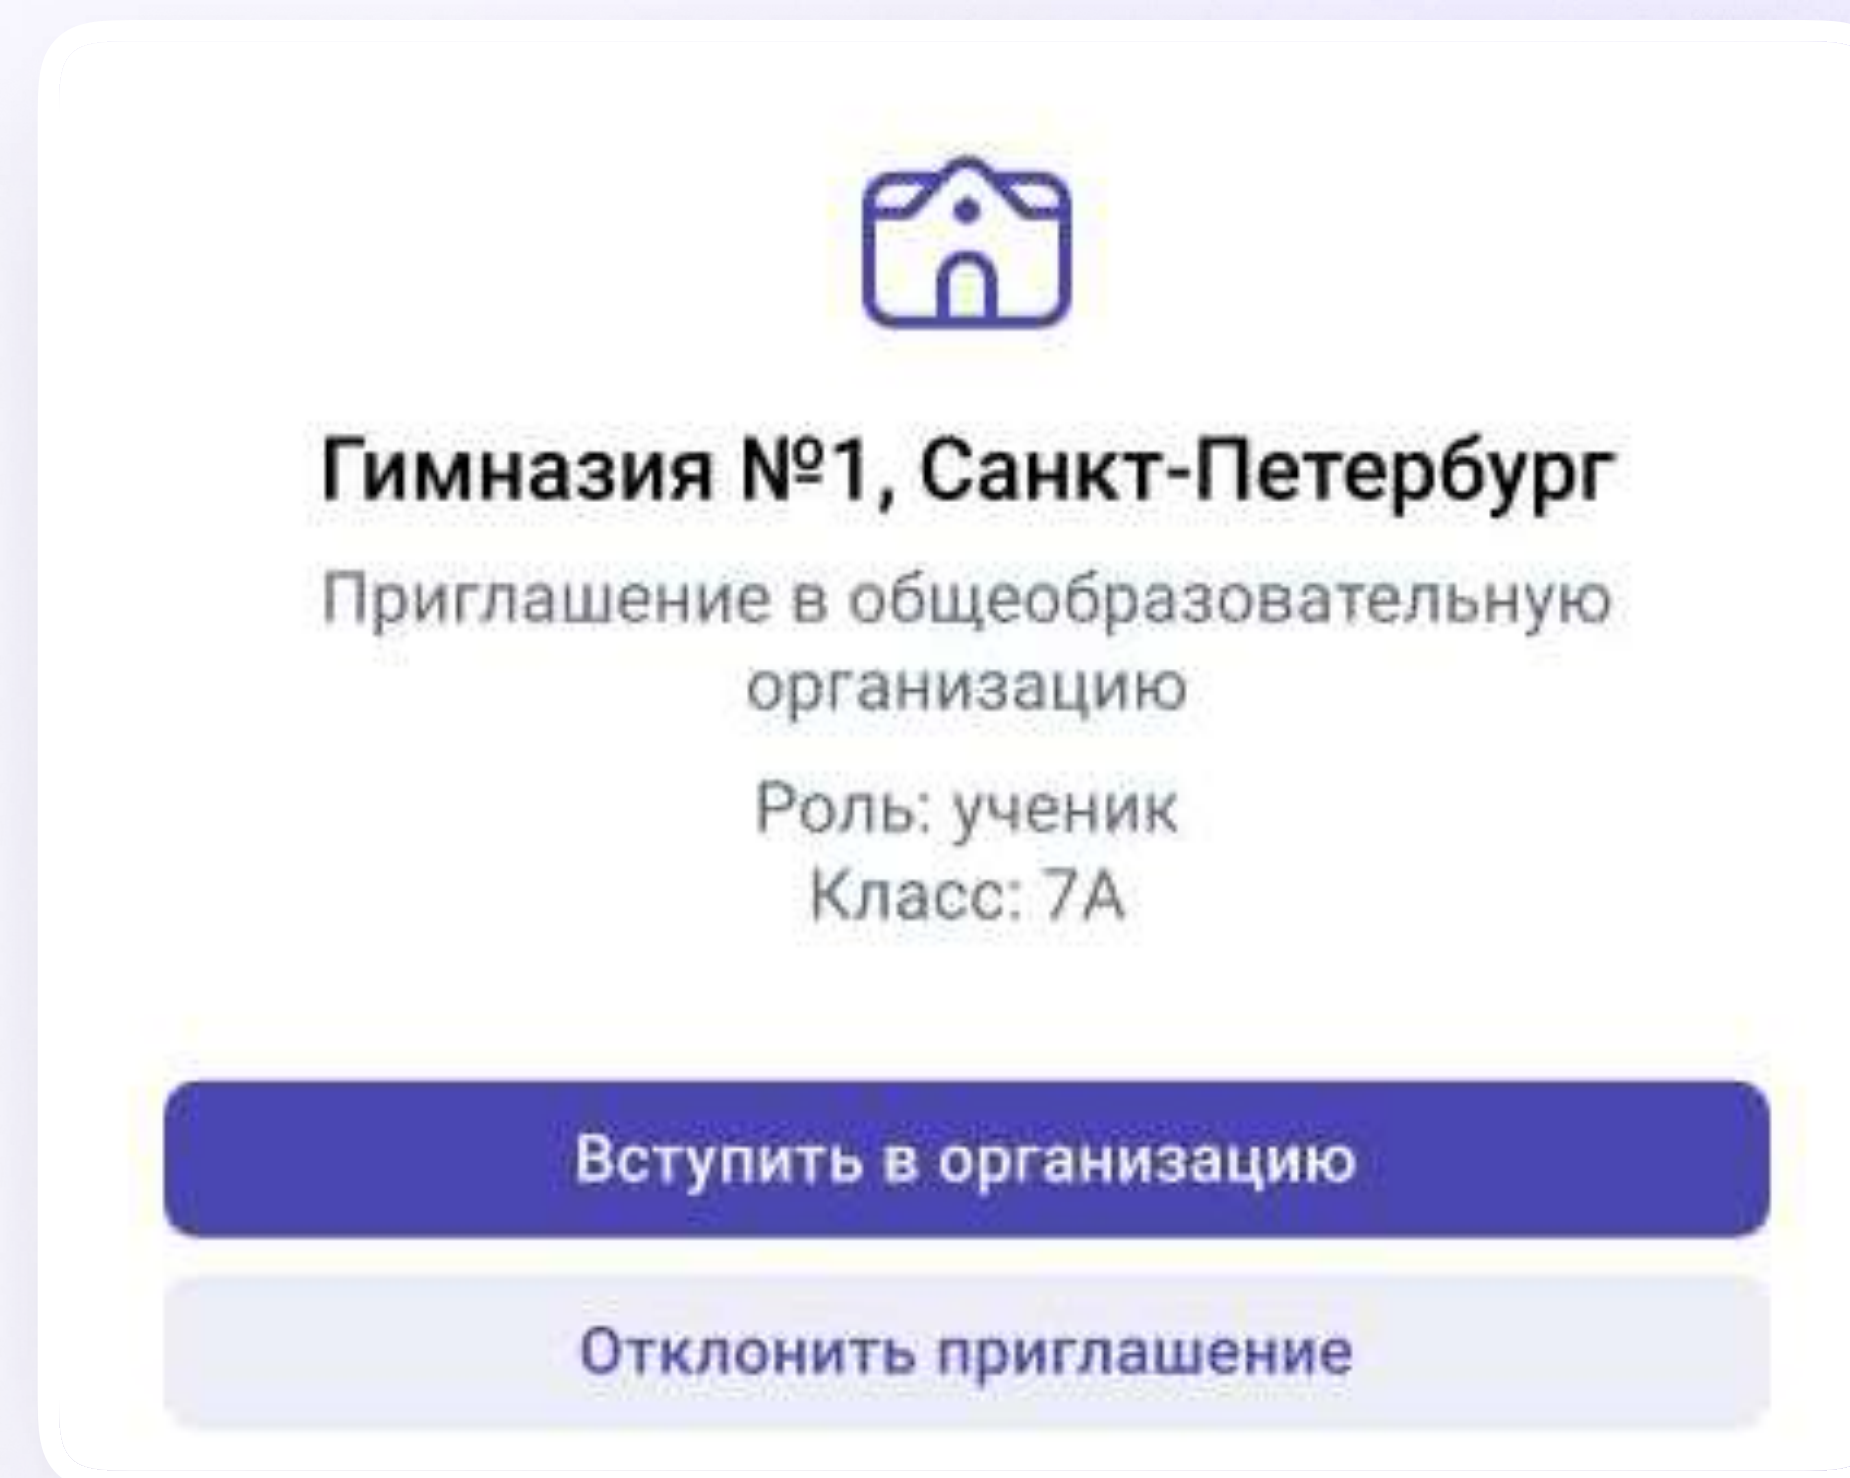 Гимназия №1, Санкт-Петербург
Приглашение в общеобразовательную
организацию
Роль: ученик
Класс: 7А
Вступить в организацию
Отклонить приглашение